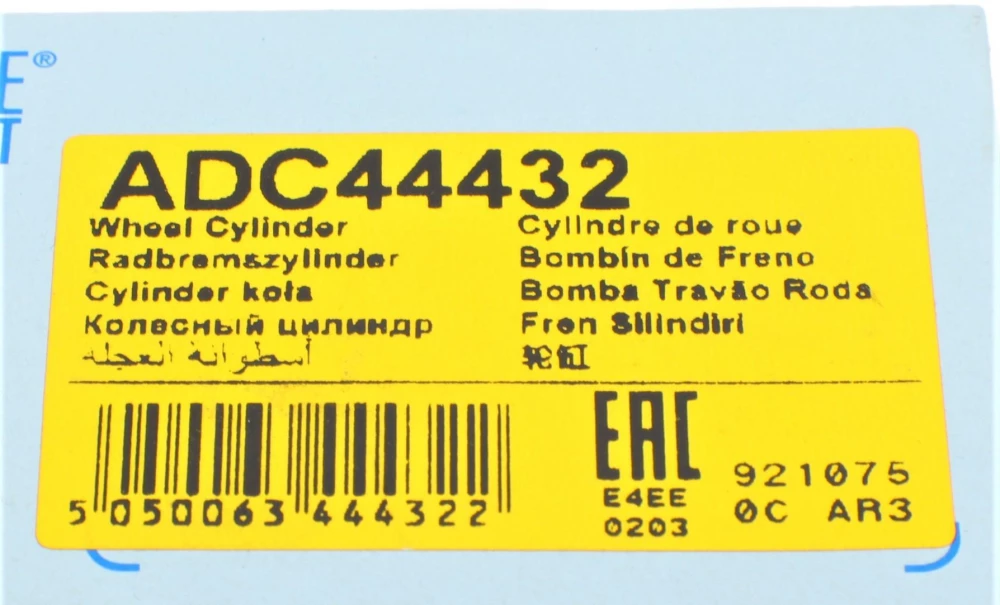 E®
T
ADC44432
Wheel Cylinder
Radbremszylinder
Cylinder koła
Колесный цилиндр
أسطوانة العجله
Cylindre de roue
Bombín de Freno
Bomba Travão Roda
Fren Silindiri
轮缸
5 050063 444322
EAC
E4EE
0203
921075
0C AR3